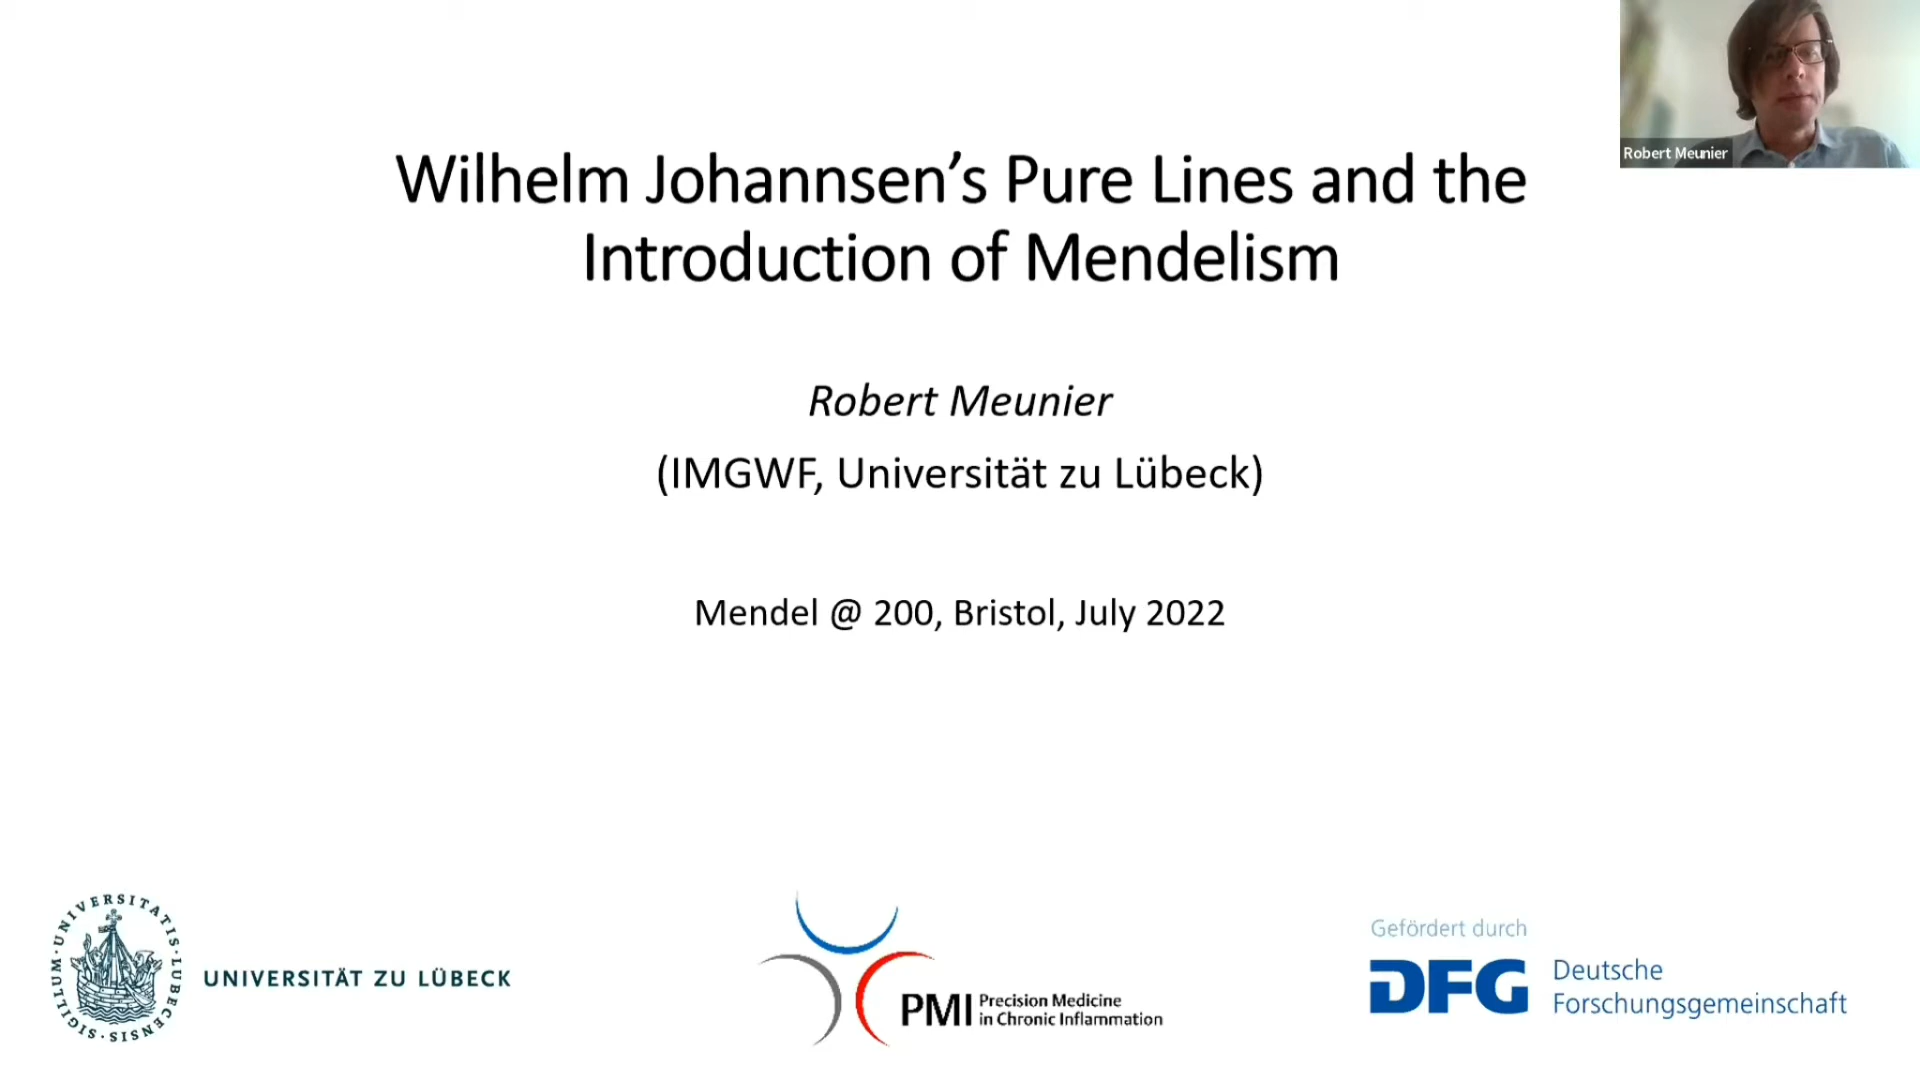 Robert Meunier
Wilhelm Johannsen’s Pure Lines and the
Introduction of Mendelism
Robert Meunier
(IMGWF, Universität zu Lübeck)
Mendel @ 200, Bristol, July 2022
SIGILLUM·UNIVERSITATIS·LUBECENSIS·
UNIVERSITÄT ZU LÜBECK
PMI Precision Medicine
in Chronic Inflammation
Gefördert durch
DFG Deutsche
Forschungsgemeinschaft